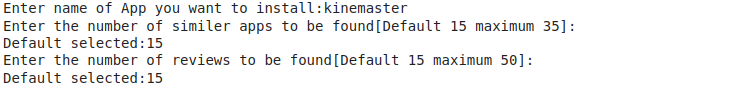 Enter name of App you want to install:kinemaster
Enter the number of similer apps to be found[Default 15 maximum 35]:
Default selected:15
Enter the number of reviews to be found[Default 15 maximum 50]:
Default selected:15